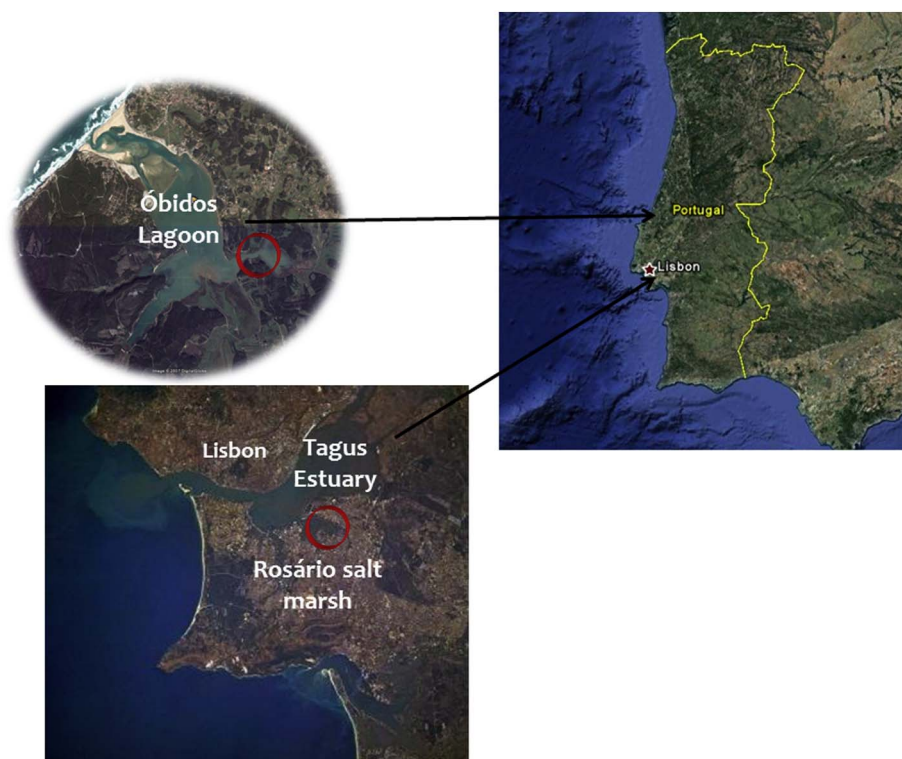 Óbidos
Lagoon
Portugal
Lisbon
Lisbon
Tagus
Estuary
Rosário salt
marsh